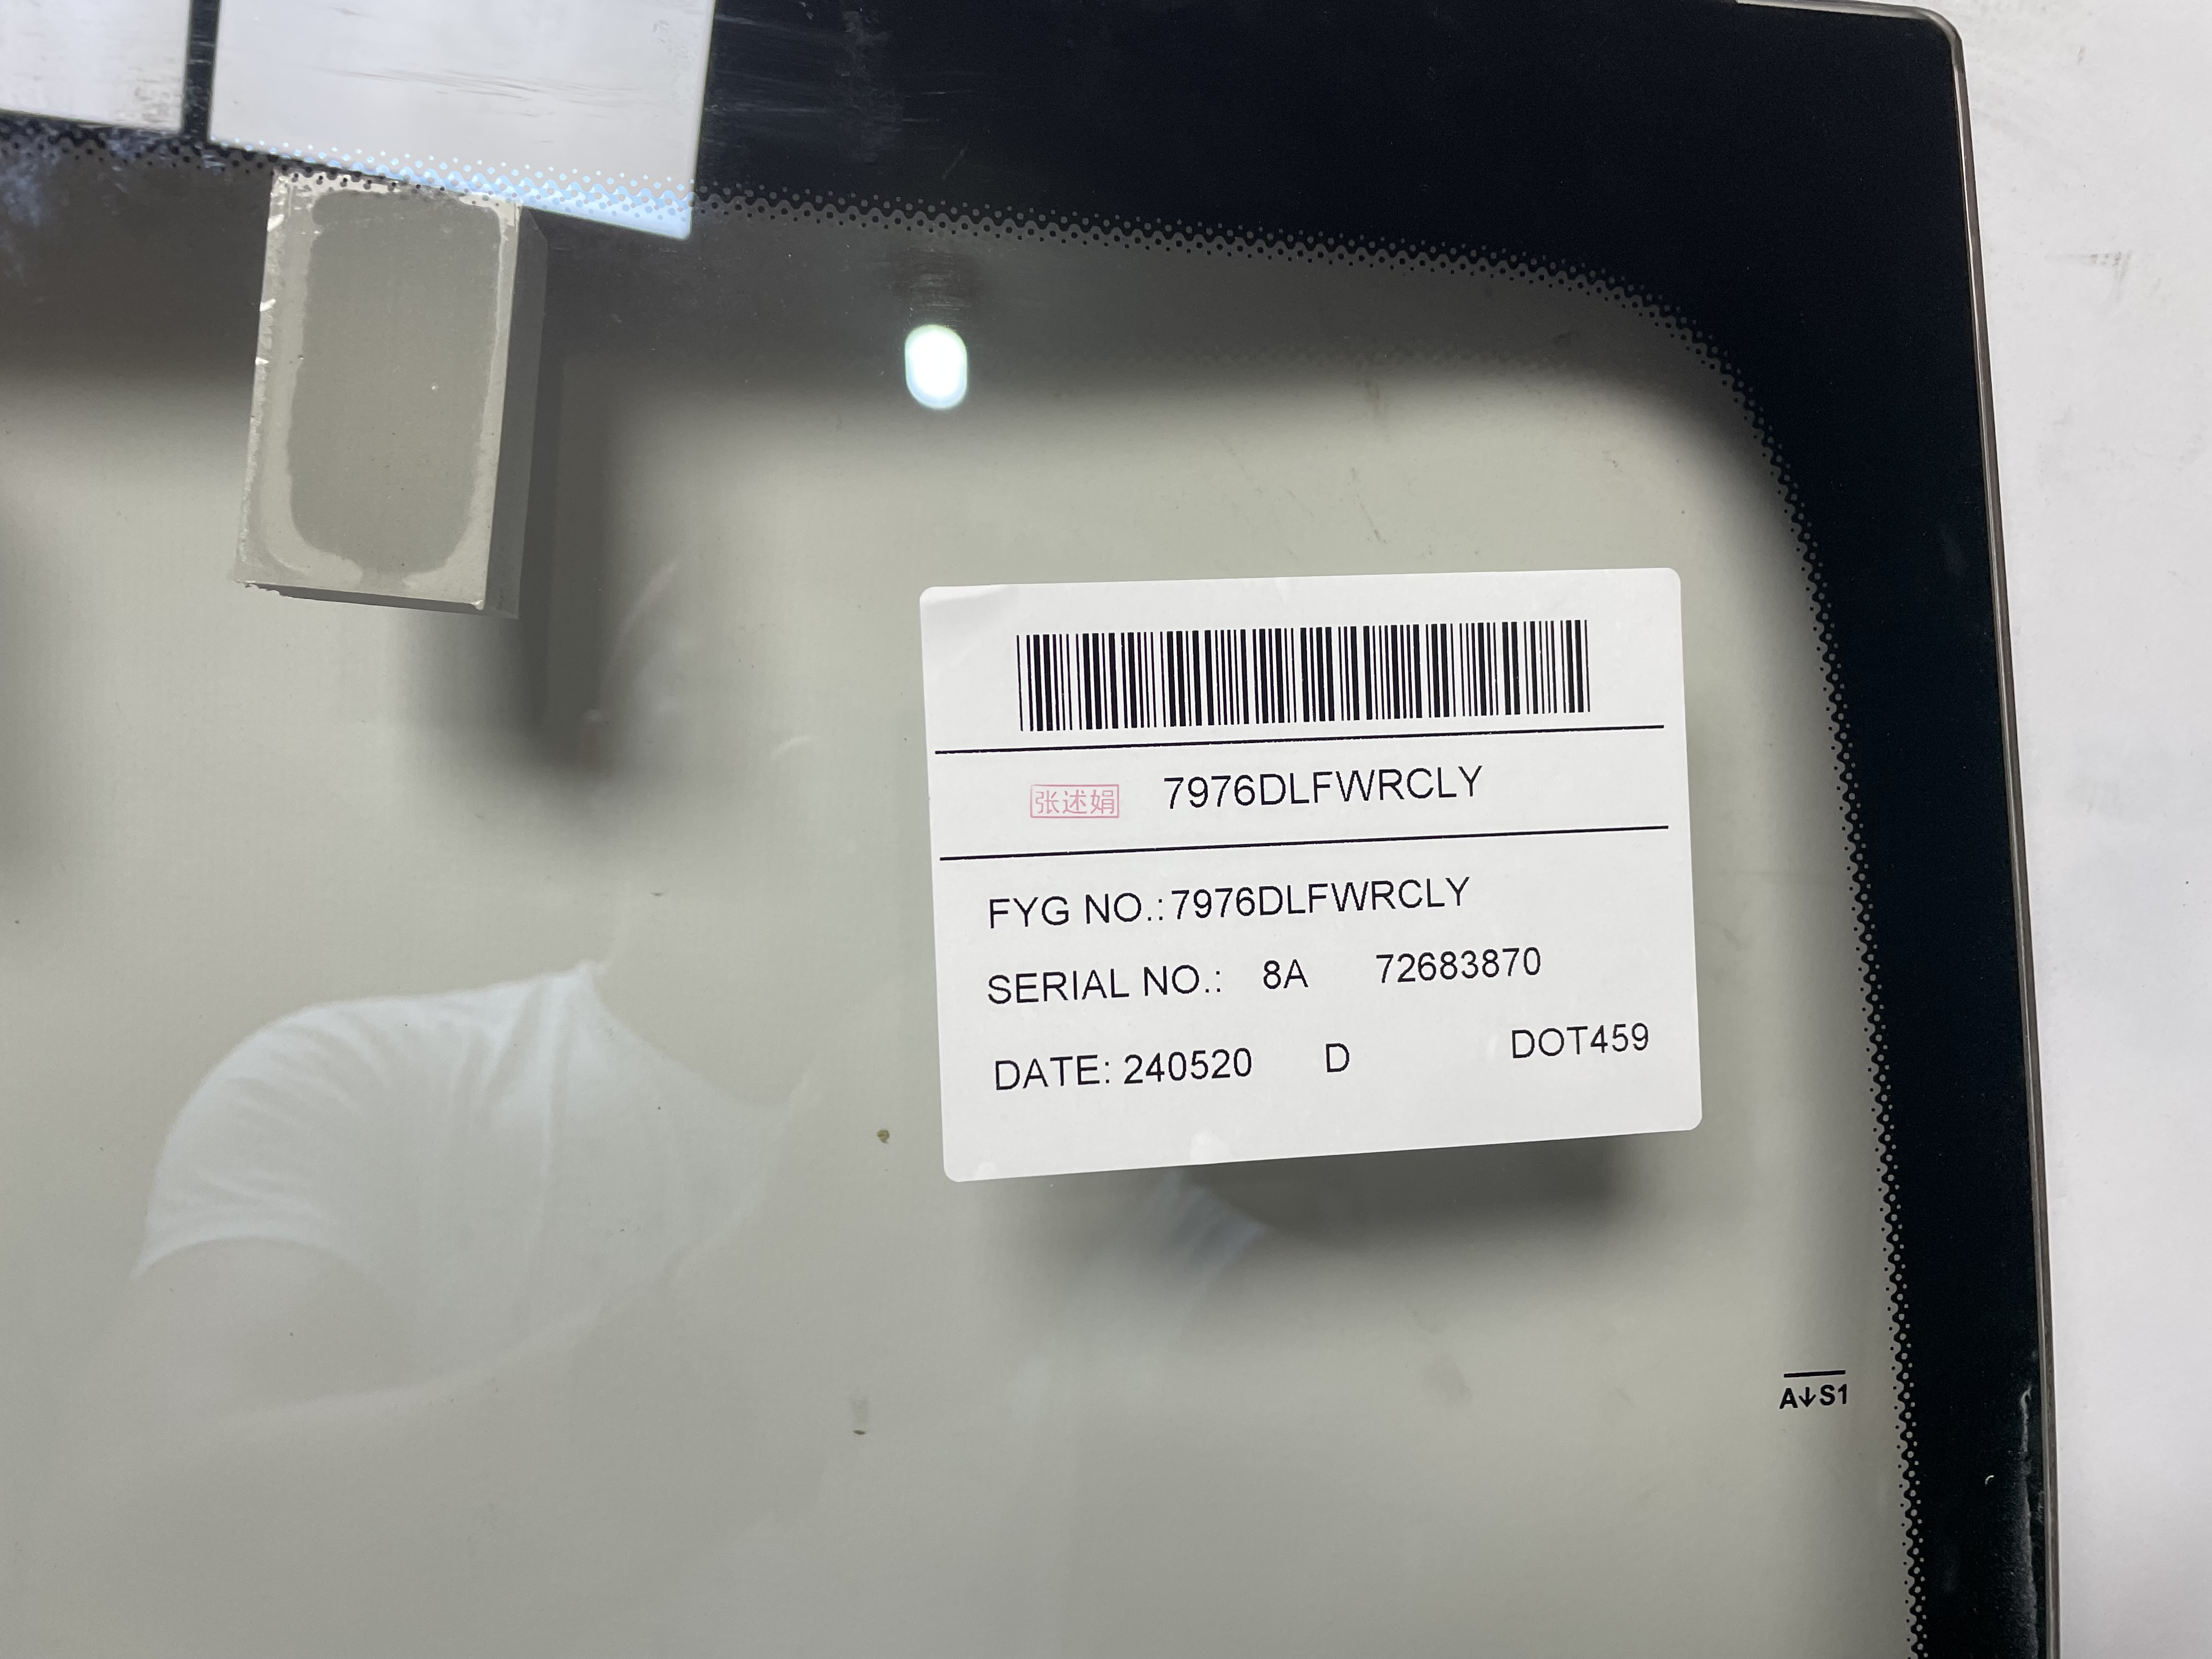 张述娟 7976DLFWRCLY
FYG NO.: 7976DLFWRCLY
SERIAL NO.: 8A 72683870
DATE: 240520 D DOT459
A↓S1